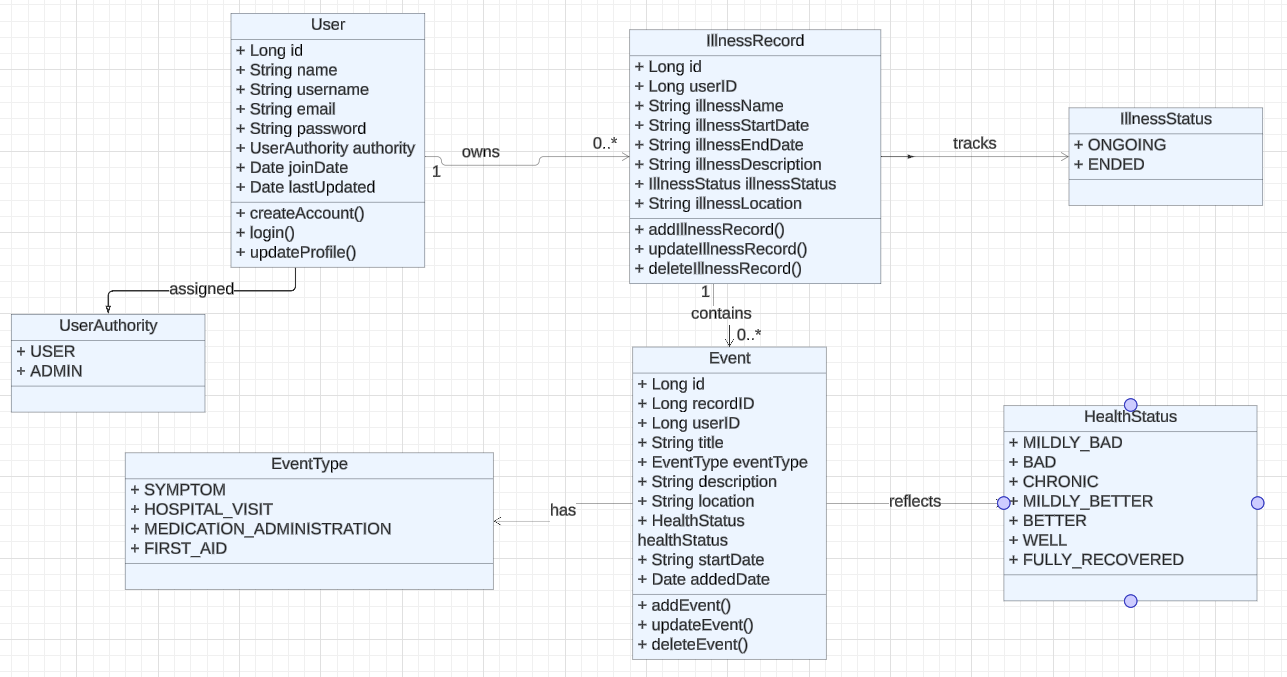 User
+ Long id
+ String name
+ String username
+ String email
+ String password
+ UserAuthority authority
+ Date joinDate
+ Date lastUpdated
+ createAccount()
+ login()
+ updateProfile()
1
owns
0..*
IllnessRecord
+ Long id
+ Long userID
+ String illnessName
+ String illnessStartDate
+ String illnessEndDate
+ String illnessDescription
+ IllnessStatus illnessStatus
+ String illnessLocation
+ addIllnessRecord()
+ updateIllnessRecord()
+ deleteIllnessRecord()
tracks
IllnessStatus
+ ONGOING
+ ENDED
assigned
UserAuthority
+ USER
+ ADMIN
1
contains
0..*
Event
+ Long id
+ Long recordID
+ Long userID
+ String title
+ EventType eventType
+ String description
+ String location
+ HealthStatus
healthStatus
+ String startDate
+ Date addedDate
+ addEvent()
+ updateEvent()
+ deleteEvent()
has
EventType
+ SYMPTOM
+ HOSPITAL_VISIT
+ MEDICATION_ADMINISTRATION
+ FIRST_AID
reflects
HealthStatus
+ MILDLY_BAD
+ BAD
+ CHRONIC
+ MILDLY_BETTER
+ BETTER
+ WELL
+ FULLY_RECOVERED